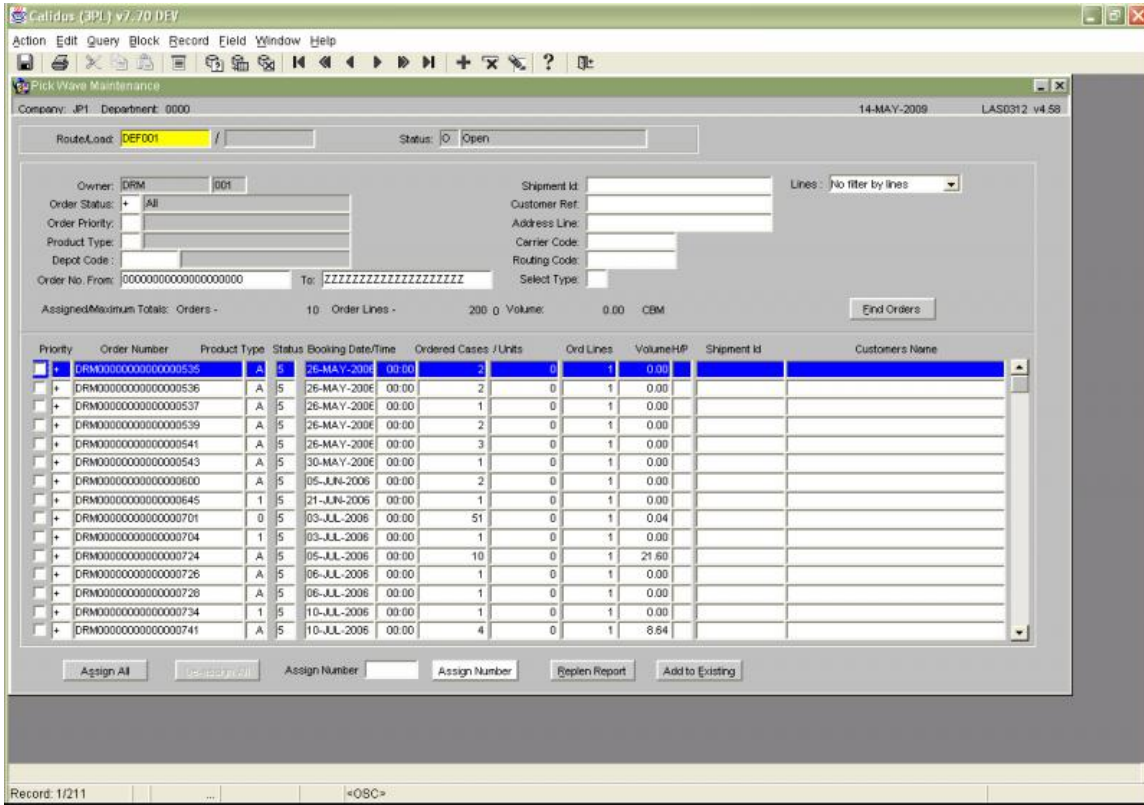 Calidus (3PL) v7.70 DEV
Action Edit Query Block Record Field Window Help
Pick Wave Maintenance
Company: JP1 Department: 0000 14-MAY-2009 LAS0312 v4.58
Route/Load: DEF001 / Status: O Open
Owner: DRM 001 Shipment Id: Lines : No filter by lines
Order Status: + All Customer Ref:
Order Priority: Address Line:
Product Type: Carrier Code:
Depot Code : Routing Code:
Order No. From: 00000000000000000000 To: ZZZZZZZZZZZZZZZZZZZZ Select Type:
Assigned/Maximum Totals: Orders - 10 Order Lines - 200 0 Volume: 0.00 CBM Find Orders
Priority Order Number Product Type Status Booking Date/Time Ordered Cases / Units Ord Lines Volume H/P Shipment Id Customers Name
+ DRM00000000000000535 A 5 26-MAY-2006 00:00 2 0 1 0.00
+ DRM00000000000000536 A 5 26-MAY-2006 00:00 2 0 1 0.00
+ DRM00000000000000537 A 5 26-MAY-2006 00:00 1 0 1 0.00
+ DRM00000000000000539 A 5 26-MAY-2006 00:00 2 0 1 0.00
+ DRM00000000000000541 A 5 26-MAY-2006 00:00 3 0 1 0.00
+ DRM00000000000000543 A 5 30-MAY-2006 00:00 1 0 1 0.00
+ DRM00000000000000600 A 5 05-JUN-2006 00:00 2 0 1 0.00
+ DRM00000000000000645 1 5 21-JUN-2006 00:00 1 0 1 0.00
+ DRM00000000000000701 0 5 03-JUL-2006 00:00 51 0 1 0.04
+ DRM00000000000000704 1 5 03-JUL-2006 00:00 1 0 1 0.00
+ DRM00000000000000724 A 5 05-JUL-2006 00:00 10 0 1 21.60
+ DRM00000000000000726 A 5 06-JUL-2006 00:00 1 0 1 0.00
+ DRM00000000000000728 A 5 06-JUL-2006 00:00 1 0 1 0.00
+ DRM00000000000000734 1 5 10-JUL-2006 00:00 1 0 1 0.00
+ DRM00000000000000741 A 5 10-JUL-2006 00:00 4 0 1 8.64
Assign All Assign Number Assign Number Replen Report Add to Existing
Record: 1/211 ... <OSC>